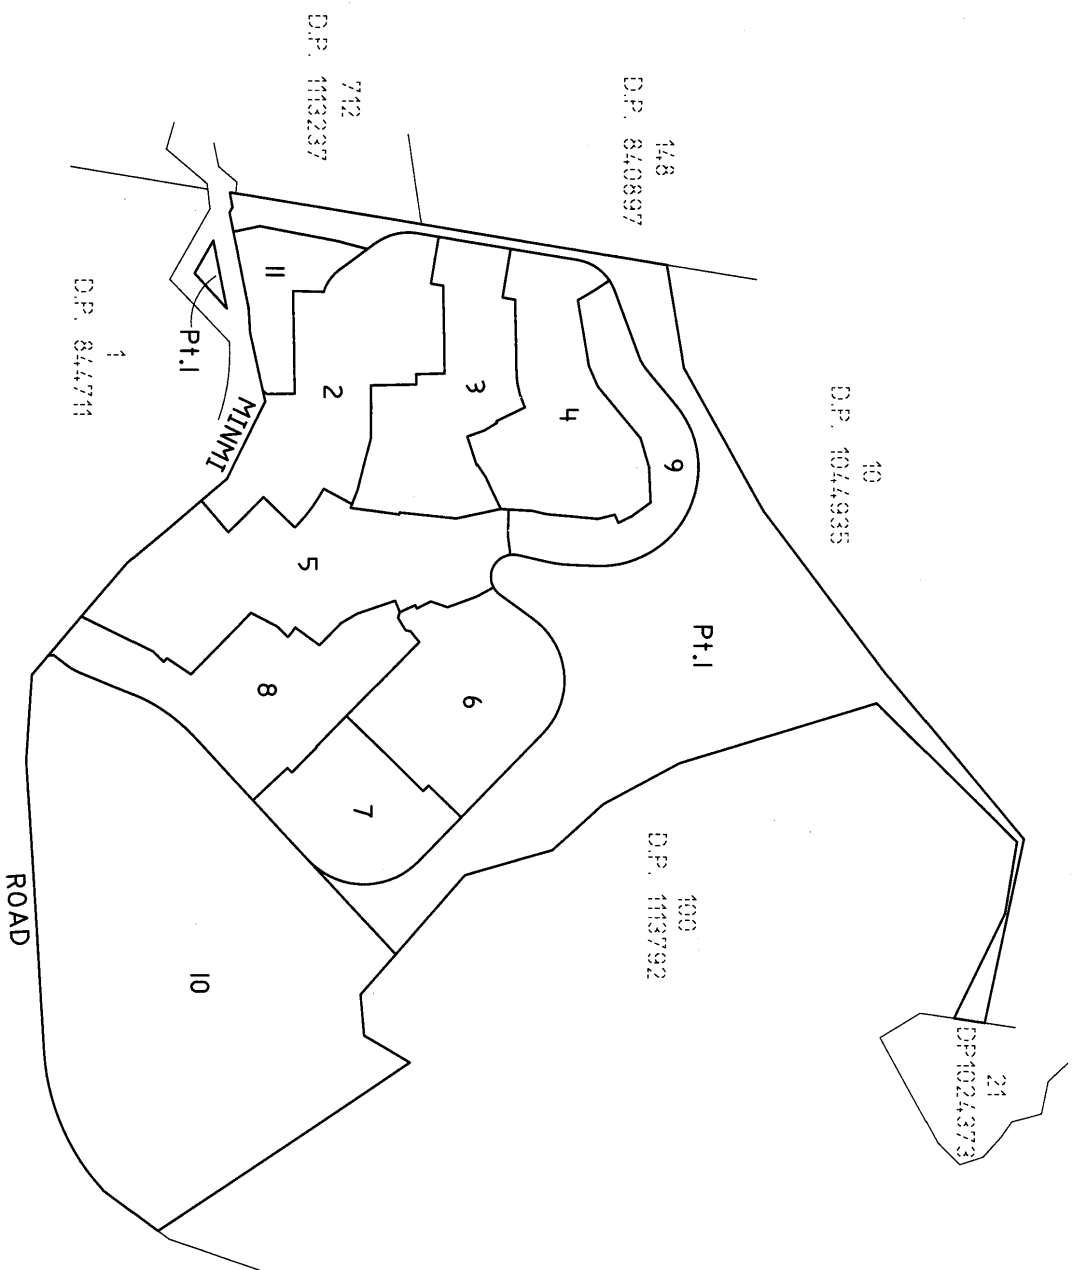 712
D.P. 1113237
148
D.P. 840897
11
Pt.1
1
D.P. 844711
2
3
4
9
MINMI
10
D.P. 1044935
5
Pt.1
8
6
7
100
D.P. 1113792
ROAD
10
21
DP1024373